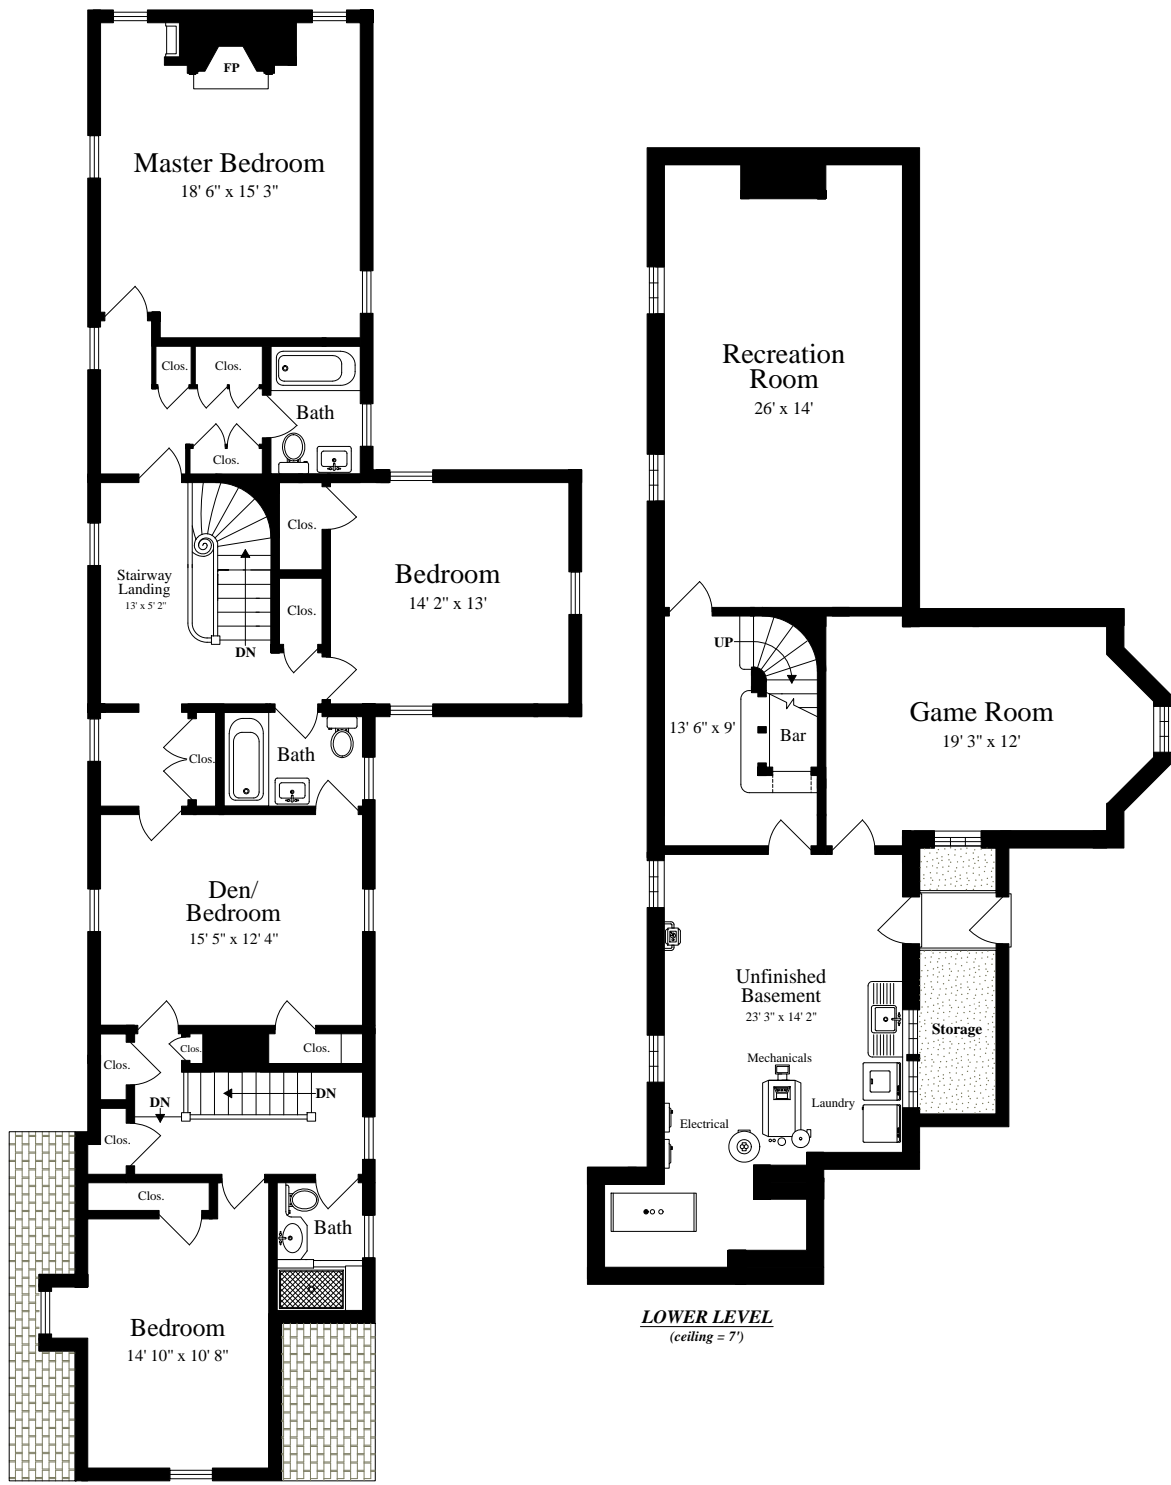 FP
Master Bedroom
18' 6" x 15' 3"
Clos.
Clos.
Bath
Clos.
Clos.
Stairway
Landing
13' x 5' 2"
Bedroom
14' 2" x 13'
Clos.
DN
Bath
Clos.
Den/
Bedroom
15' 5" x 12' 4"
Clos.
Clos.
Clos.
DN
DN
Clos.
Clos.
Bath
Bedroom
14' 10" x 10' 8"
Recreation
Room
26' x 14'
UP
13' 6" x 9'
Bar
Game Room
19' 3" x 12'
Unfinished
Basement
23' 3" x 14' 2"
Storage
Mechanicals
Laundry
Electrical
LOWER LEVEL
(ceiling = 7')